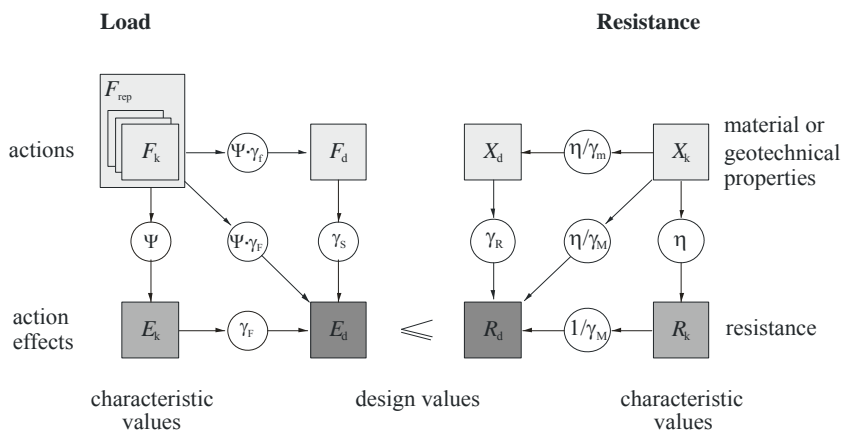 Load
Resistance
F_rep
actions
F_k
Ψ·γ_f
F_d
X_d
η/γ_m
X_k
material or
geotechnical
properties
Ψ
Ψ·γ_F
γ_S
γ_R
η/γ_M
η
action
effects
E_k
γ_F
E_d
⩽
R_d
1/γ_M
R_k
resistance
characteristic
values
design values
characteristic
values